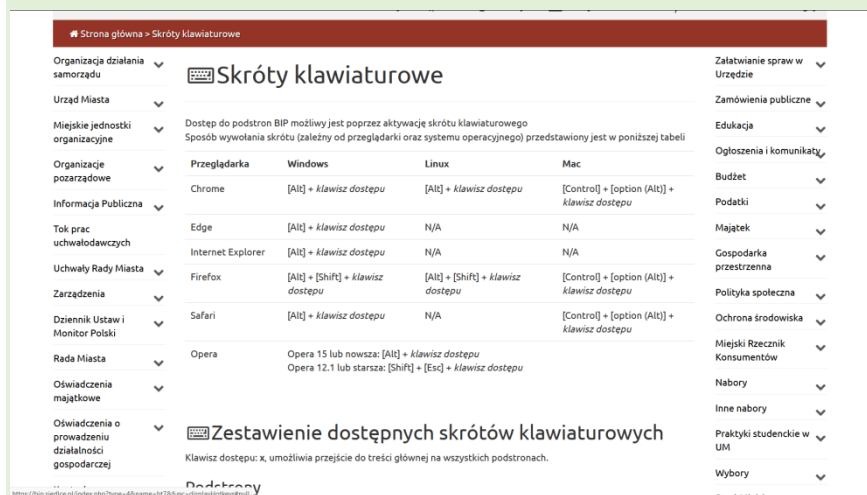 Strona główna > Skróty klawiaturowe
Organizacja działania
samorządu
Urząd Miasta
Miejskie jednostki
organizacyjne
Organizacje
pozarządowe
Informacja Publiczna
Tok prac
uchwałodawczych
Uchwały Rady Miasta
Zarządzenia
Dziennik Ustaw i
Monitor Polski
Rada Miasta
Oświadczenia
majątkowe
Oświadczenia o
prowadzeniu
działalności
gospodarczej
Skróty klawiaturowe
Dostęp do podstron BIP możliwy jest poprzez aktywację skrótu klawiaturowego
Sposób wywołania skrótu (zależny od przeglądarki oraz systemu operacyjnego) przedstawiony jest w poniższej tabeli
Przeglądarka Windows Linux Mac
Chrome [Alt] + klawisz dostępu [Alt] + klawisz dostępu [Control] + [option (Alt)] +
klawisz dostępu
Edge [Alt] + klawisz dostępu N/A N/A
Internet Explorer [Alt] + klawisz dostępu N/A N/A
Firefox [Alt] + [Shift] + klawisz [Alt] + [Shift] + klawisz [Control] + [option (Alt)] +
dostępu dostępu klawisz dostępu
Safari [Alt] + klawisz dostępu N/A [Control] + [option (Alt)] +
klawisz dostępu
Opera Opera 15 lub nowsza: [Alt] + klawisz dostępu
Opera 12.1 lub starsza: [Shift] + [Esc] + klawisz dostępu
Zestawienie dostępnych skrótów klawiaturowych
Klawisz dostępu: x, umożliwia przejście do treści głównej na wszystkich podstronach.
Podstrony
Załatwianie spraw w
Urzędzie
Zamówienia publiczne
Edukacja
Ogłoszenia i komunikaty
Budżet
Podatki
Majątek
Gospodarka
przestrzenna
Polityka społeczna
Ochrona środowiska
Miejski Rzecznik
Konsumentów
Nabory
Inne nabory
Praktyki studenckie w
UM
Wybory